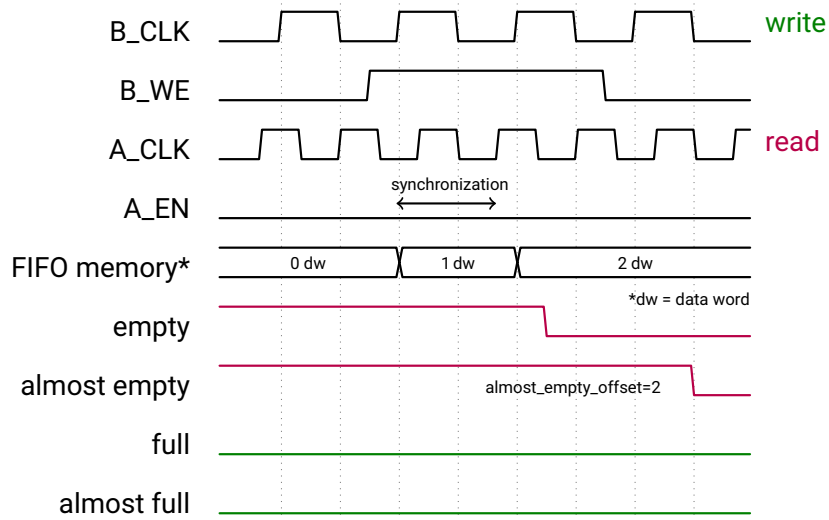 B_CLK
write
B_WE
A_CLK
read
synchronization
A_EN
FIFO memory*
0 dw
1 dw
2 dw
*dw = data word
empty
almost empty
almost_empty_offset=2
full
almost full